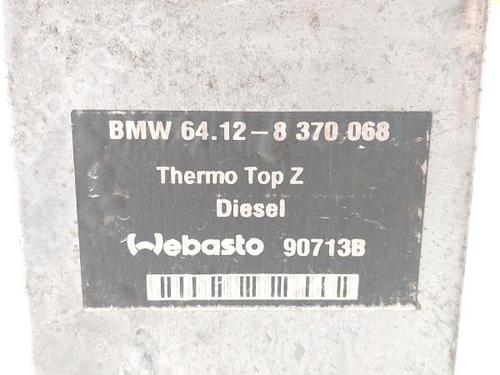 BMW 64.12-8 370 068
Thermo Top Z
Diesel
Webasto 90713B